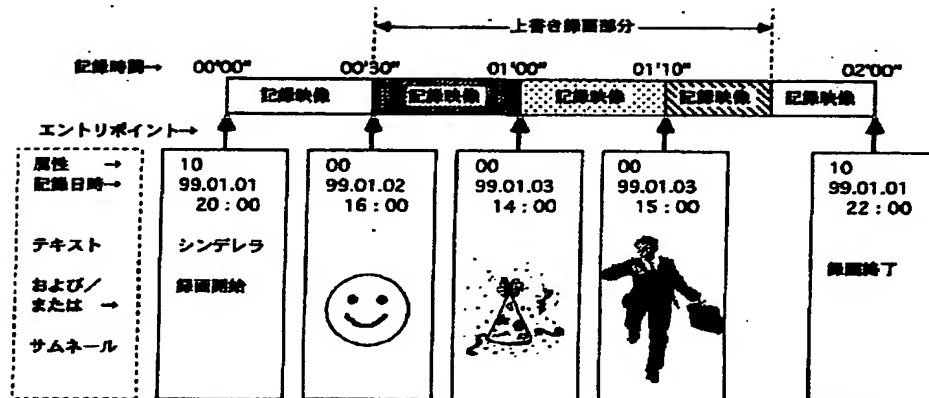 上書き録画部分
記録時間→ 00'00" 00'30" 01'00" 01'10" 02'00"
記録映像 記録映像 記録映像 記録映像 記録映像
エントリポイント→
属性 → 10 00 00 00 10
記録日時→ 99.01.01 99.01.02 99.01.03 99.01.03 99.01.01
20：00 16：00 14：00 15：00 22：00
テキスト シンデレラ
および／ 録画開始 録画終了
または →
サムネール